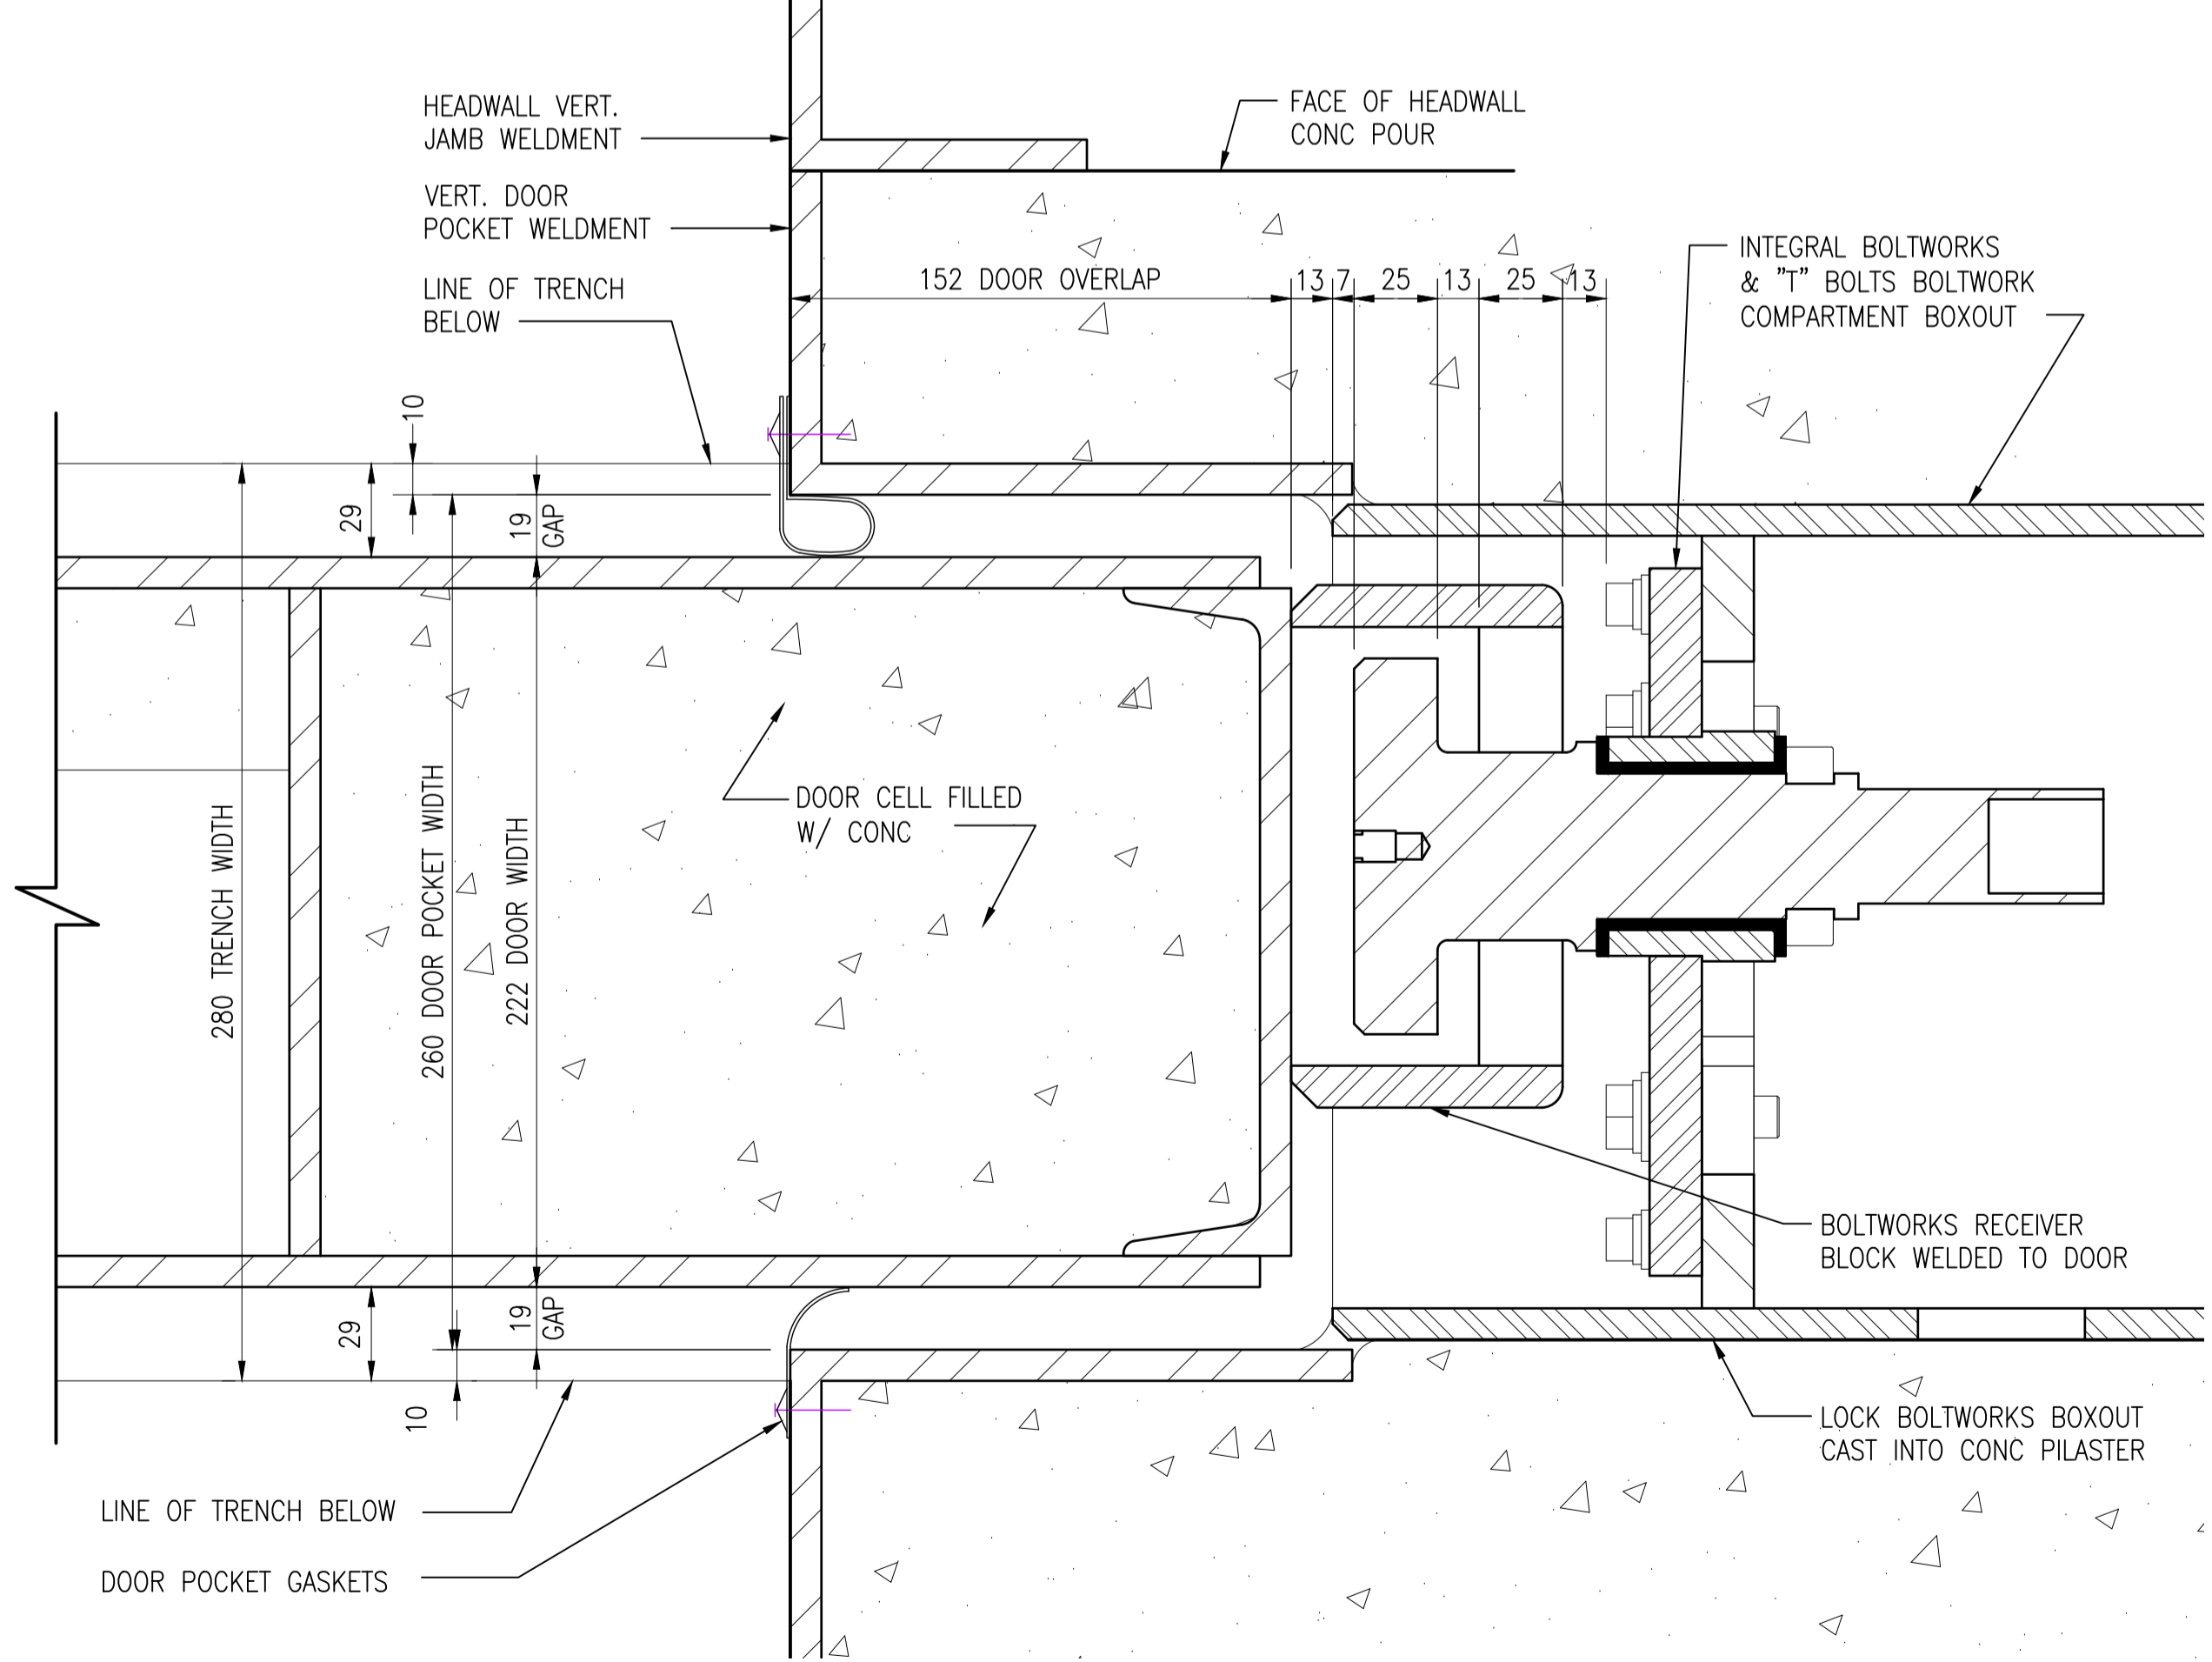 HEADWALL VERT.
JAMB WELDMENT
FACE OF HEADWALL
CONC POUR
VERT. DOOR
POCKET WELDMENT
INTEGRAL BOLTWORKS
& "T" BOLTS BOLTWORK
COMPARTMENT BOXOUT
LINE OF TRENCH
BELOW
152 DOOR OVERLAP
13
7
25
13
25
13
10
29
19
GAP
280 TRENCH WIDTH
260 DOOR POCKET WIDTH
222 DOOR WIDTH
DOOR CELL FILLED
W/ CONC
BOLTWORKS RECEIVER
BLOCK WELDED TO DOOR
29
19
GAP
10
LOCK BOLTWORKS BOXOUT
CAST INTO CONC PILASTER
LINE OF TRENCH BELOW
DOOR POCKET GASKETS